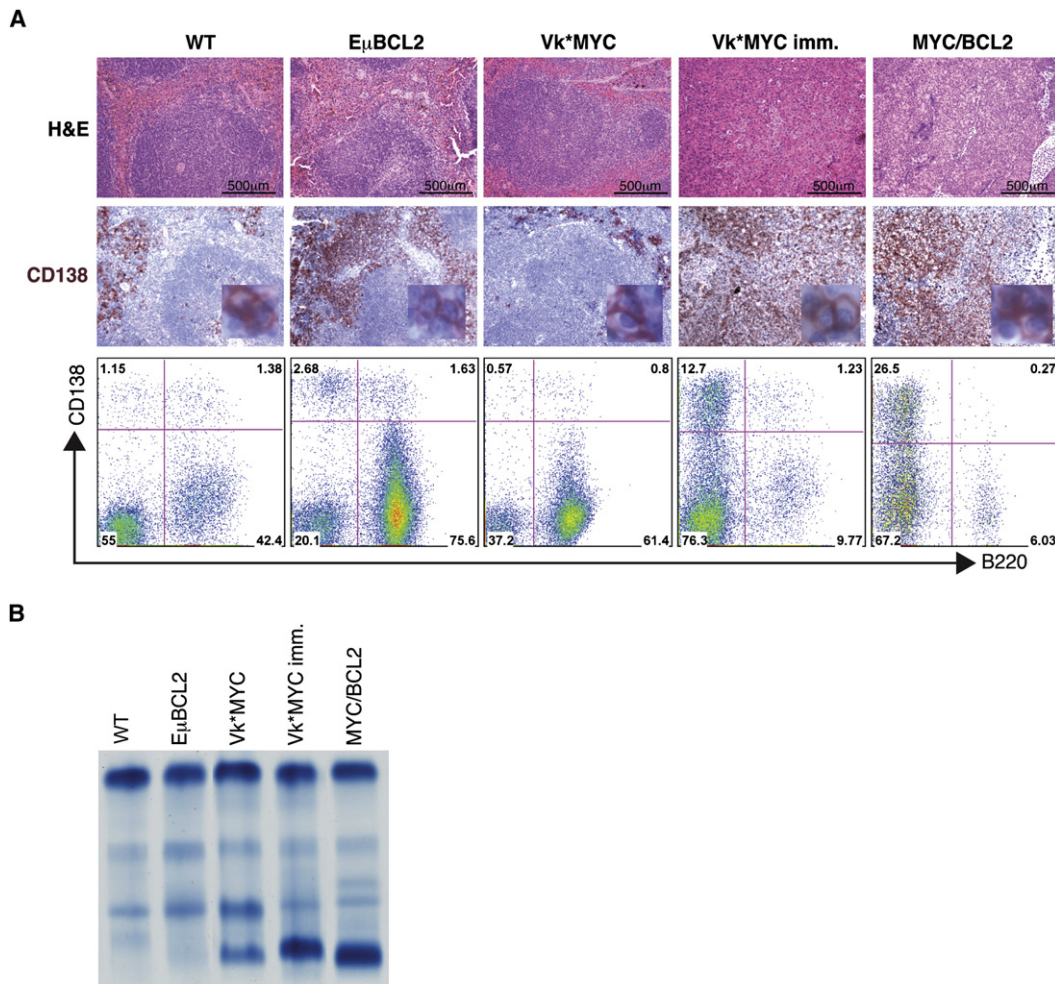 A
WT EμBCL2 Vk*MYC Vk*MYC imm. MYC/BCL2
H&E
500μm 500μm 500μm 500μm 500μm
CD138
CD138
1.15 1.38 2.68 1.63 0.57 0.8 12.7 1.23 26.5 0.27
55 42.4 20.1 75.6 37.2 61.4 76.3 9.77 67.2 6.03
B220
B
WT EμBCL2 Vk*MYC Vk*MYC imm. MYC/BCL2